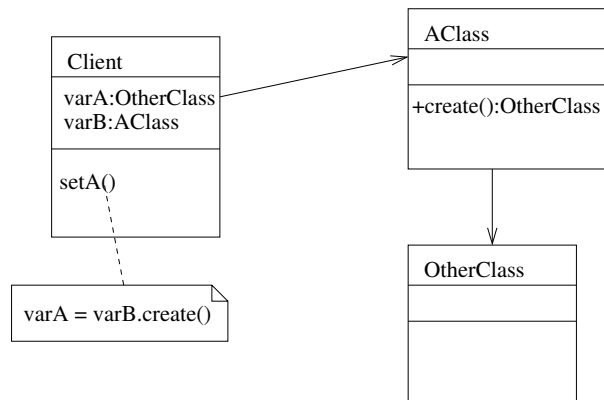 Client
varA:OtherClass
varB:AClass
setA()
varA = varB.create()
AClass
+create():OtherClass
OtherClass